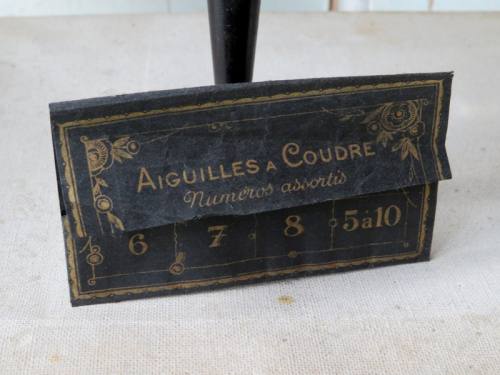 AIGUILLES A COUDRE
Numéros assortis
6 7 8 5 à 10